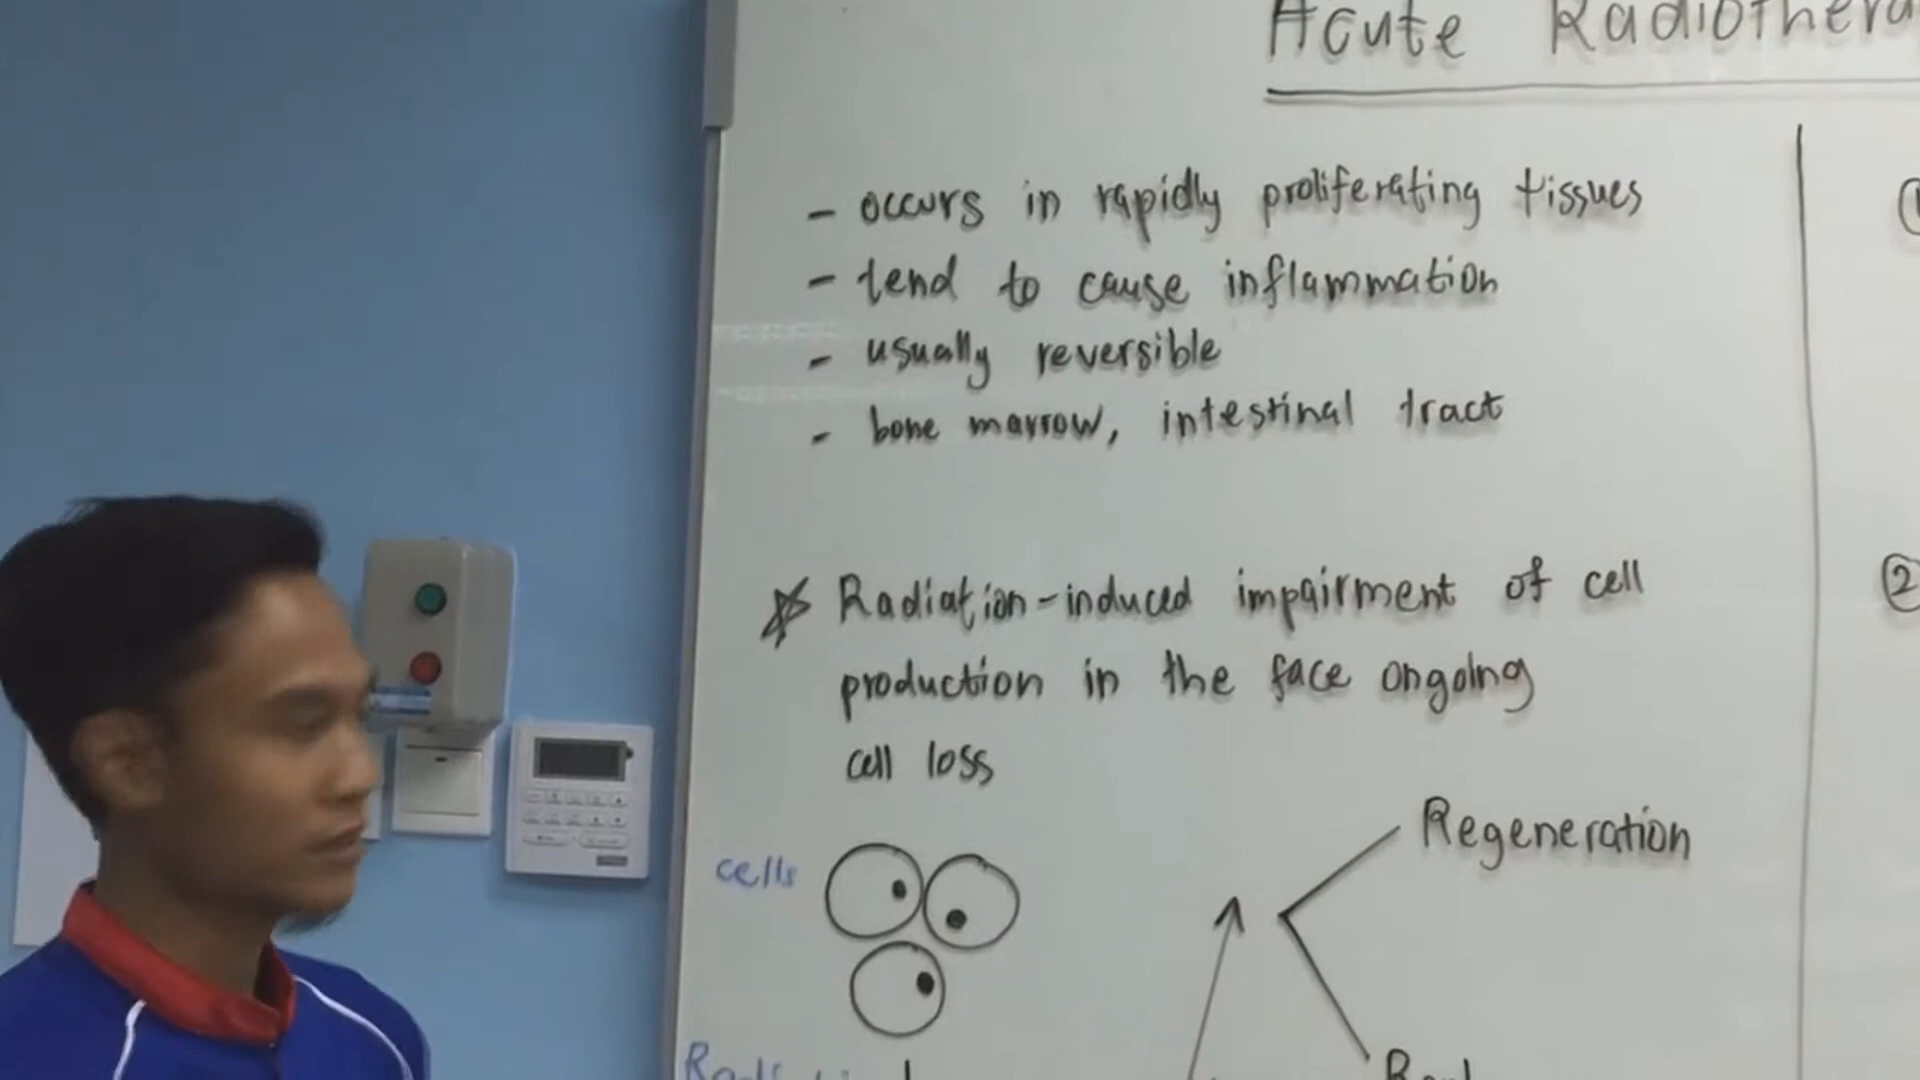 Acute
- occurs in rapidly proliferating tissues
- tend to cause inflammation
- usually reversible
- bone marrow, intestinal tract
Radiation-induced impairment of cell
production in the face ongoing
cell loss
Regeneration
cells
2